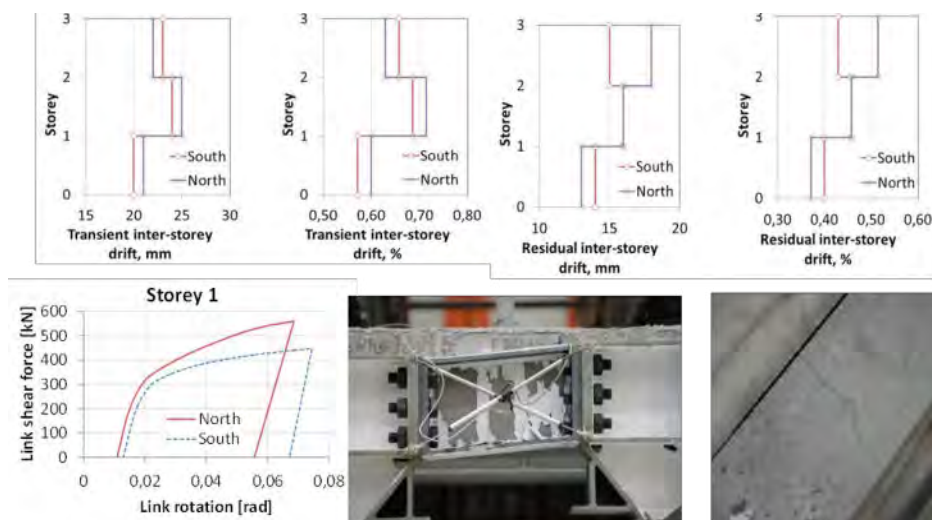 3
2
1
0
Storey
South
North
15 20 25 30
Transient inter-storey
drift, mm
3
2
1
0
Storey
South
North
0,50 0,60 0,70 0,80
Transient inter-storey
drift, %
3
2
1
0
Storey
South
North
10 15 20
Residual inter-storey
drift, mm
3
2
1
0
Storey
South
North
0,30 0,40 0,50 0,60
Residual inter-storey
drift, %
Storey 1
600
500
400
300
200
100
0
Link shear force [kN]
North
South
0 0,02 0,04 0,06 0,08
Link rotation [rad]